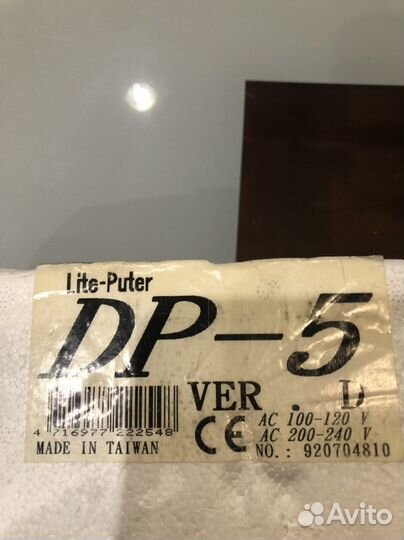 Lite-Puter
DP-5
VER. D
4 716977 222548
CE
AC 100-120 V
AC 200-240 V
MADE IN TAIWAN
NO.: 920704810
Avito